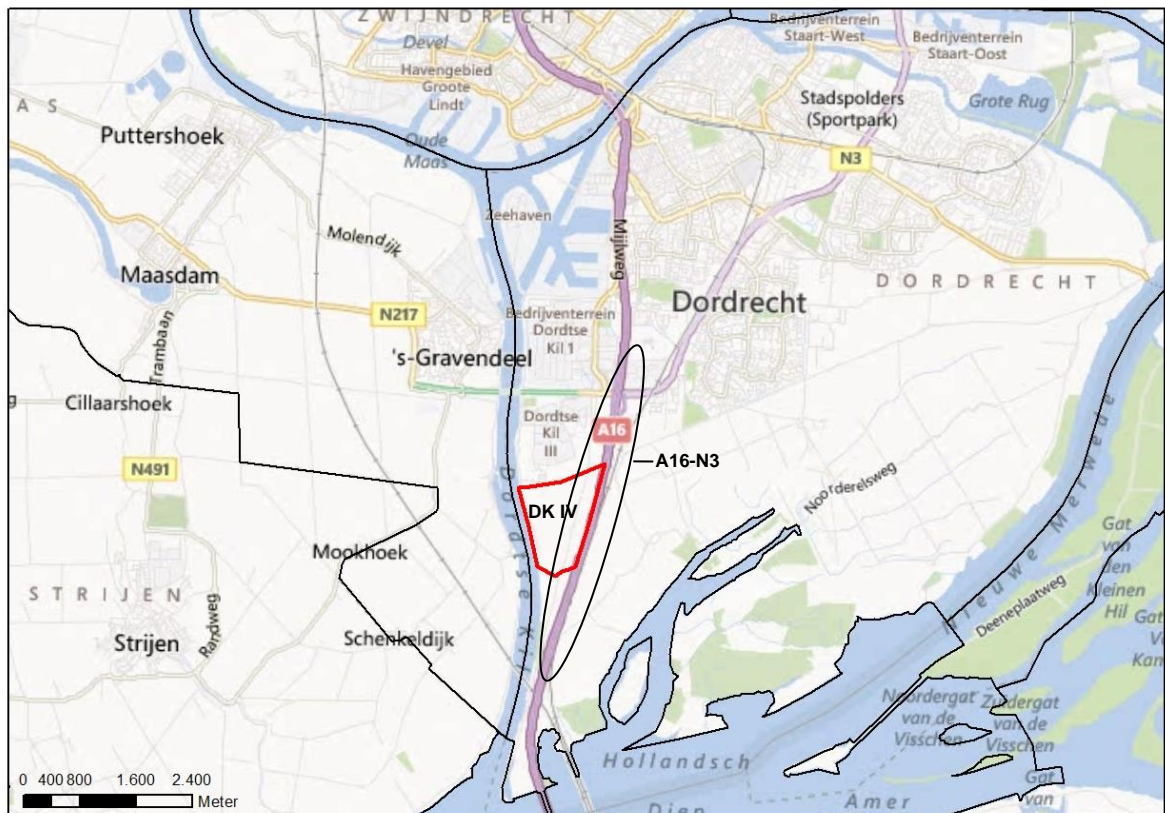 ZWIJNDRECHT
Bedrijventerrein
Staart-West
Bedrijventerrein
Staart-Oost
Devel
Havengebied
Groote
Lindt
Grote Rug
Stadspolders
(Sportpark)
A S
Puttershoek
Oude
Maas
N3
Zeehaven
Mijlweg
Molendijk
Maasdam
DORDRECHT
Dordrecht
N217
Bedrijventerrein
Dordtse
Kil 1
's-Gravendeel
Trambaan
Cillaarshoek
Dordtse
Kil
III
A16
A16-N3
N491
Dordtse Kil
DK IV
Noorderelsweg
Nieuwe Merwede
Gat
van
den
Kleinen
Hil
Mookhoek
STRIJEN
Randweg
Strijen
Schenkeldijk
Deeneplaatweg
Noordergat
van de
Visschen
Zuidergat
van de
Visschen
Hollandsch
Diep
Amer
Gat
van
0 400 800 1.600 2.400
Meter